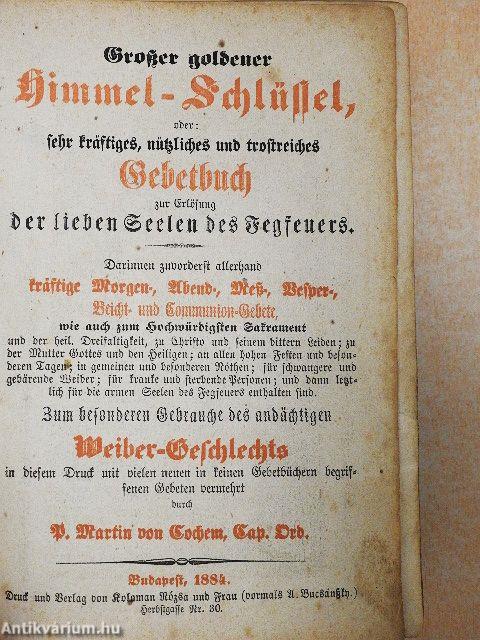 Großer goldener
Himmel-Schlüssel,
oder:
sehr kräftiges, nützliches und trostreiches
Gebetbuch
zur Erlösung
der lieben Seelen des Fegfeuers.
Darinnen zuvorderst allerhand
kräftige Morgen-, Abend-, Meß-, Vesper-,
Beicht- und Communion-Gebete,
wie auch zum Hochwürdigsten Sakrament
und der heil. Dreifaltigkeit, zu Christo und seinem bittern Leiden; zu
der Mutter Gottes und den Heiligen; an allen hohen Festen und beson-
deren Tagen; in gemeinen und besonderen Nöthen; für schwangere und
gebärende Weiber; für kranke und sterbende Personen; und dann letzt-
lich für die armen Seelen des Fegfeuers enthalten sind.
Zum besonderen Gebrauche des andächtigen
Weiber-Geschlechts
in diesem Druck mit vielen neuen in keinen Gebetbüchern begrif-
fenen Gebeten vermehrt
durch
P. Martin von Cochem, Cap. Ord.
Budapest, 1884.
Druck und Verlag von Koloman Rózsa und Frau (vormals A. Bucsánßky.)
Herbstgasse Nr. 30.
Antikvárium.hu